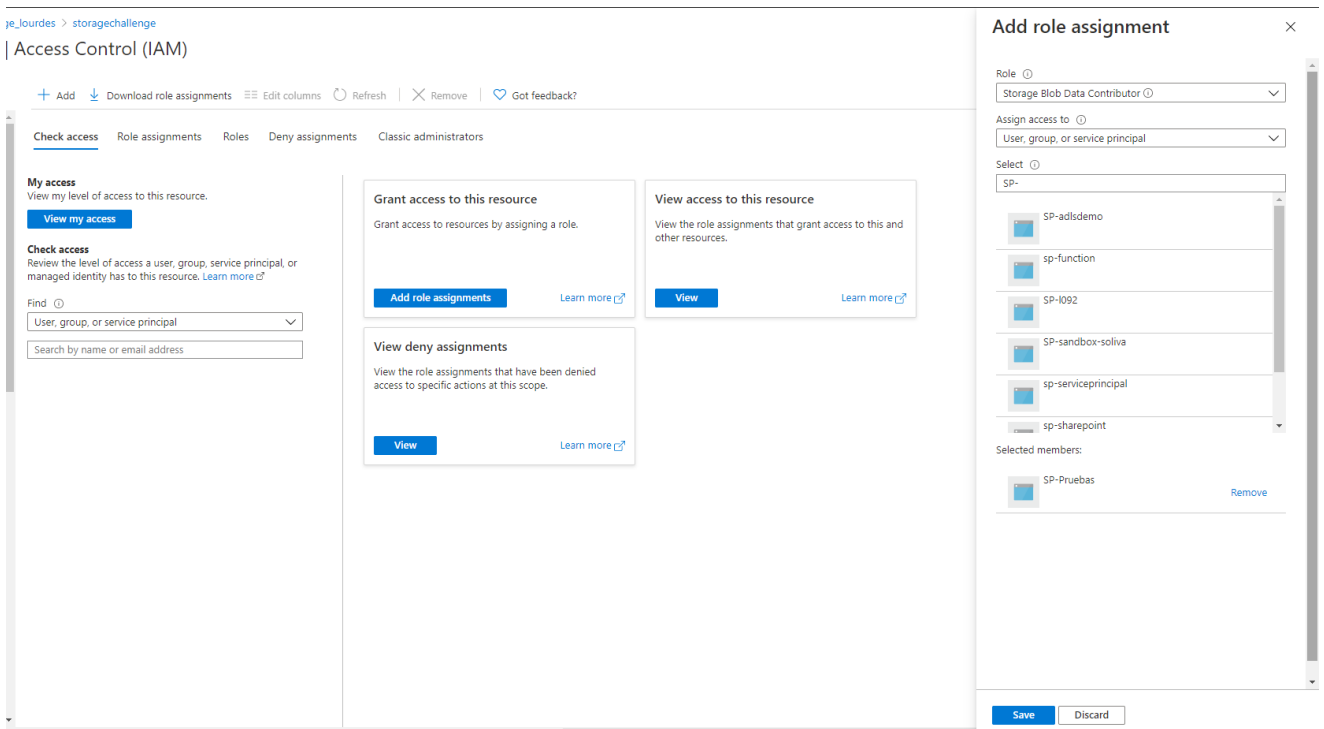 ge_lourdes > storagechallenge
| Access Control (IAM)
Add Download role assignments Edit columns Refresh Remove Got feedback?
Check access Role assignments Roles Deny assignments Classic administrators
My access
View my level of access to this resource.
View my access
Check access
Review the level of access a user, group, service principal, or
managed identity has to this resource. Learn more
Find
User, group, or service principal
Search by name or email address
Grant access to this resource
Grant access to resources by assigning a role.
Add role assignments Learn more
View access to this resource
View the role assignments that grant access to this and
other resources.
View Learn more
View deny assignments
View the role assignments that have been denied
access to specific actions at this scope.
View Learn more
Add role assignment
Role
Storage Blob Data Contributor
Assign access to
User, group, or service principal
Select
SP-
SP-adlsdemo
sp-function
SP-l092
SP-sandbox-soliva
sp-serviceprincipal
sp-sharepoint
Selected members:
SP-Pruebas
Remove
Save Discard